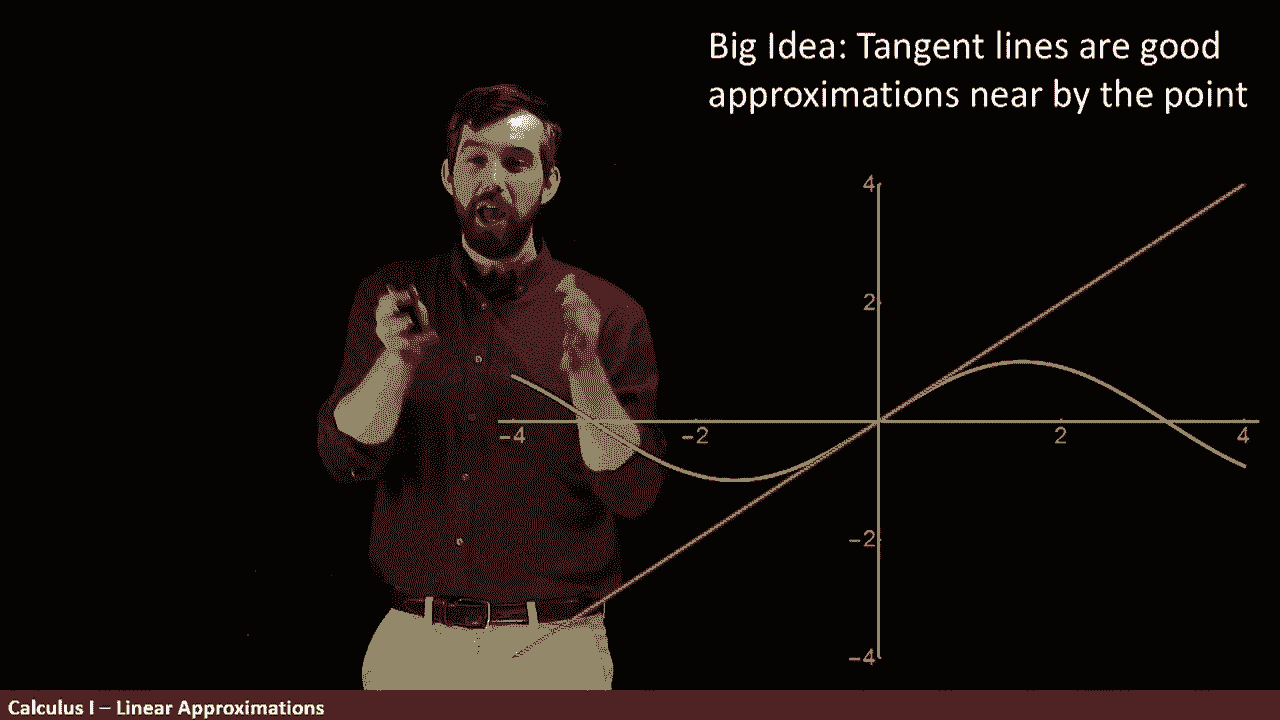 Big Idea: Tangent lines are good
approximations near by the point
4
2
−4
−2
2
4
−2
−4
Calculus I – Linear Approximations